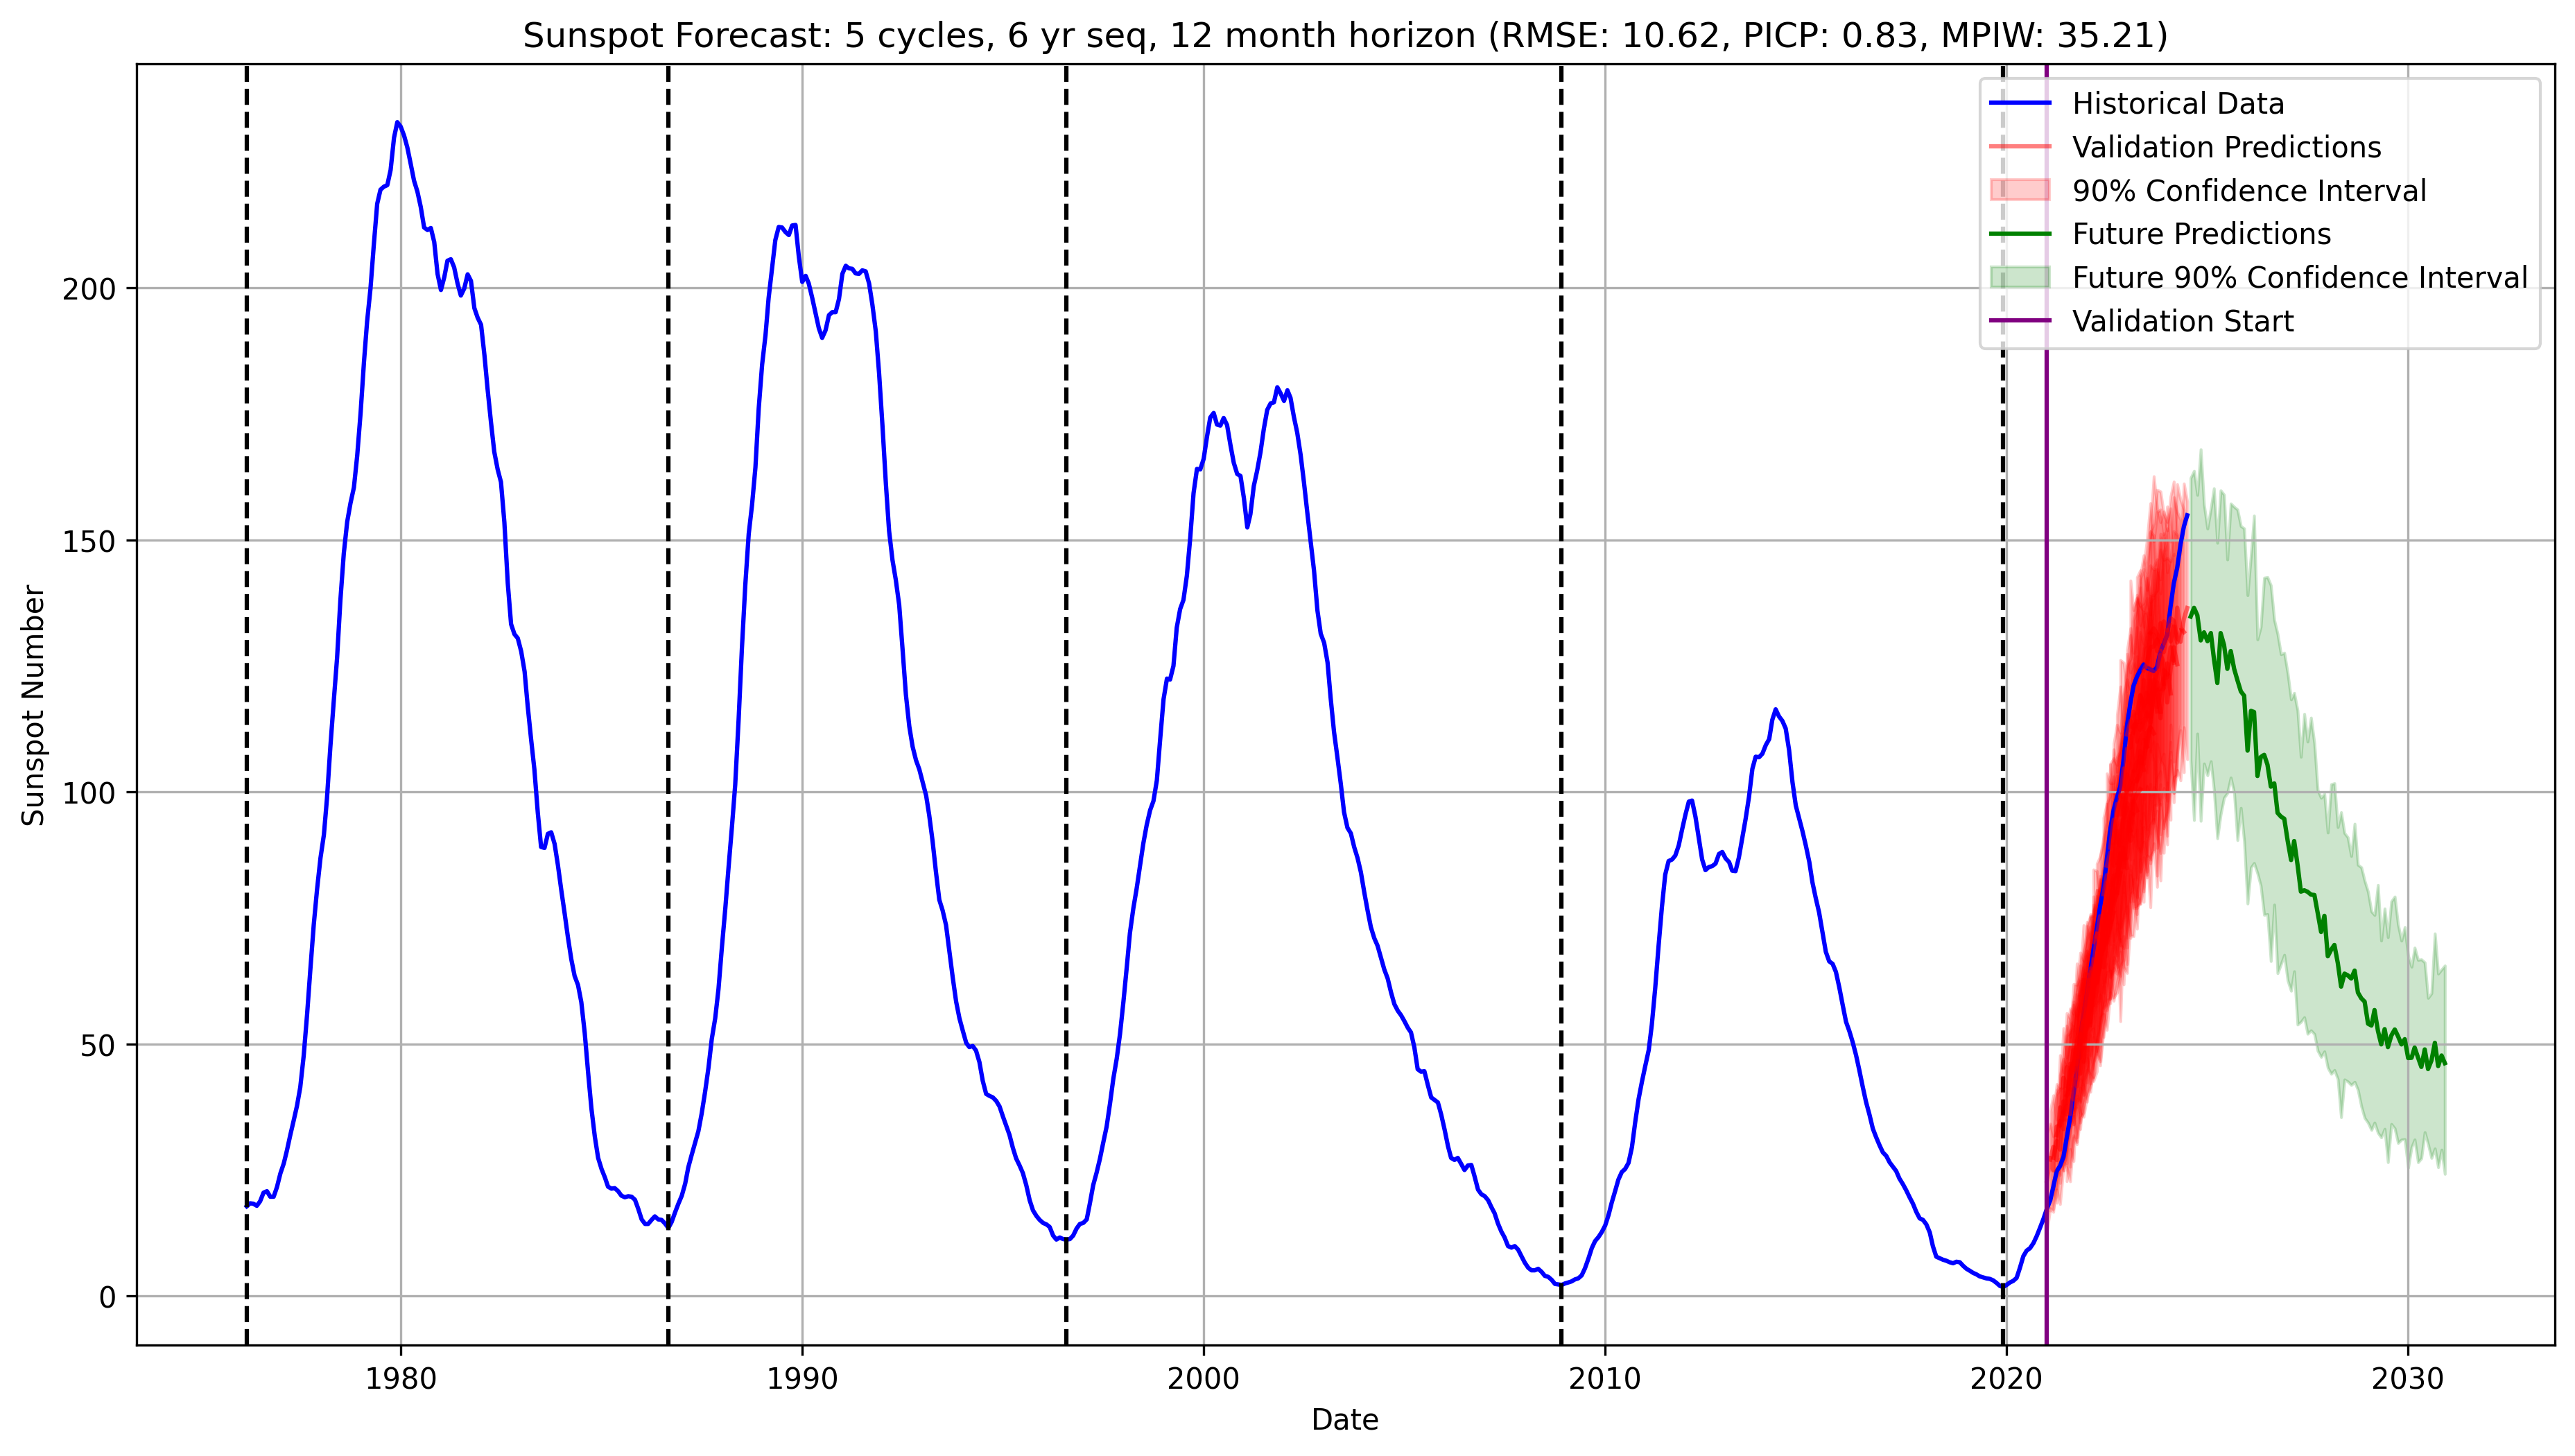 Sunspot Forecast: 5 cycles, 6 yr seq, 12 month horizon (RMSE: 10.62, PICP: 0.83, MPIW: 35.21)
Historical Data
Validation Predictions
90% Confidence Interval
Future Predictions
Future 90% Confidence Interval
Validation Start
Sunspot Number
200
150
100
50
0
1980 1990 2000 2010 2020 2030
Date